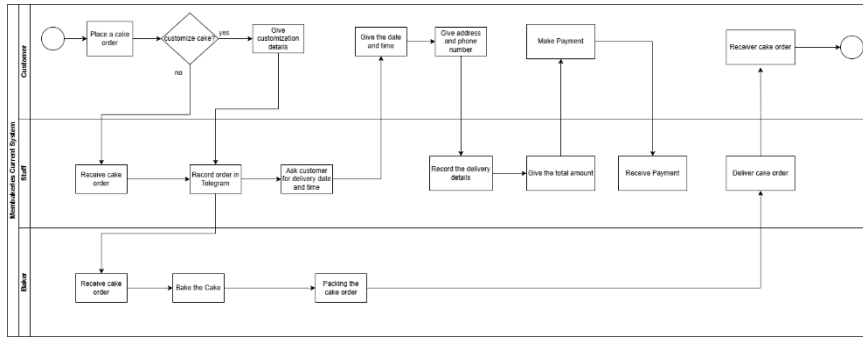 Membakeries Current System
Customer
Place a cake
order
customize cake?
yes
no
Give
customization
details
Give the date
and time
Give address
and phone
number
Make Payment
Receiver cake order
Staff
Receive cake
order
Record order in
Telegram
Ask customer
for delivery date
and time
Record the delivery
details
Give the total amount
Receive Payment
Deliver cake order
Baker
Receive cake
order
Bake the Cake
Packing the
cake order